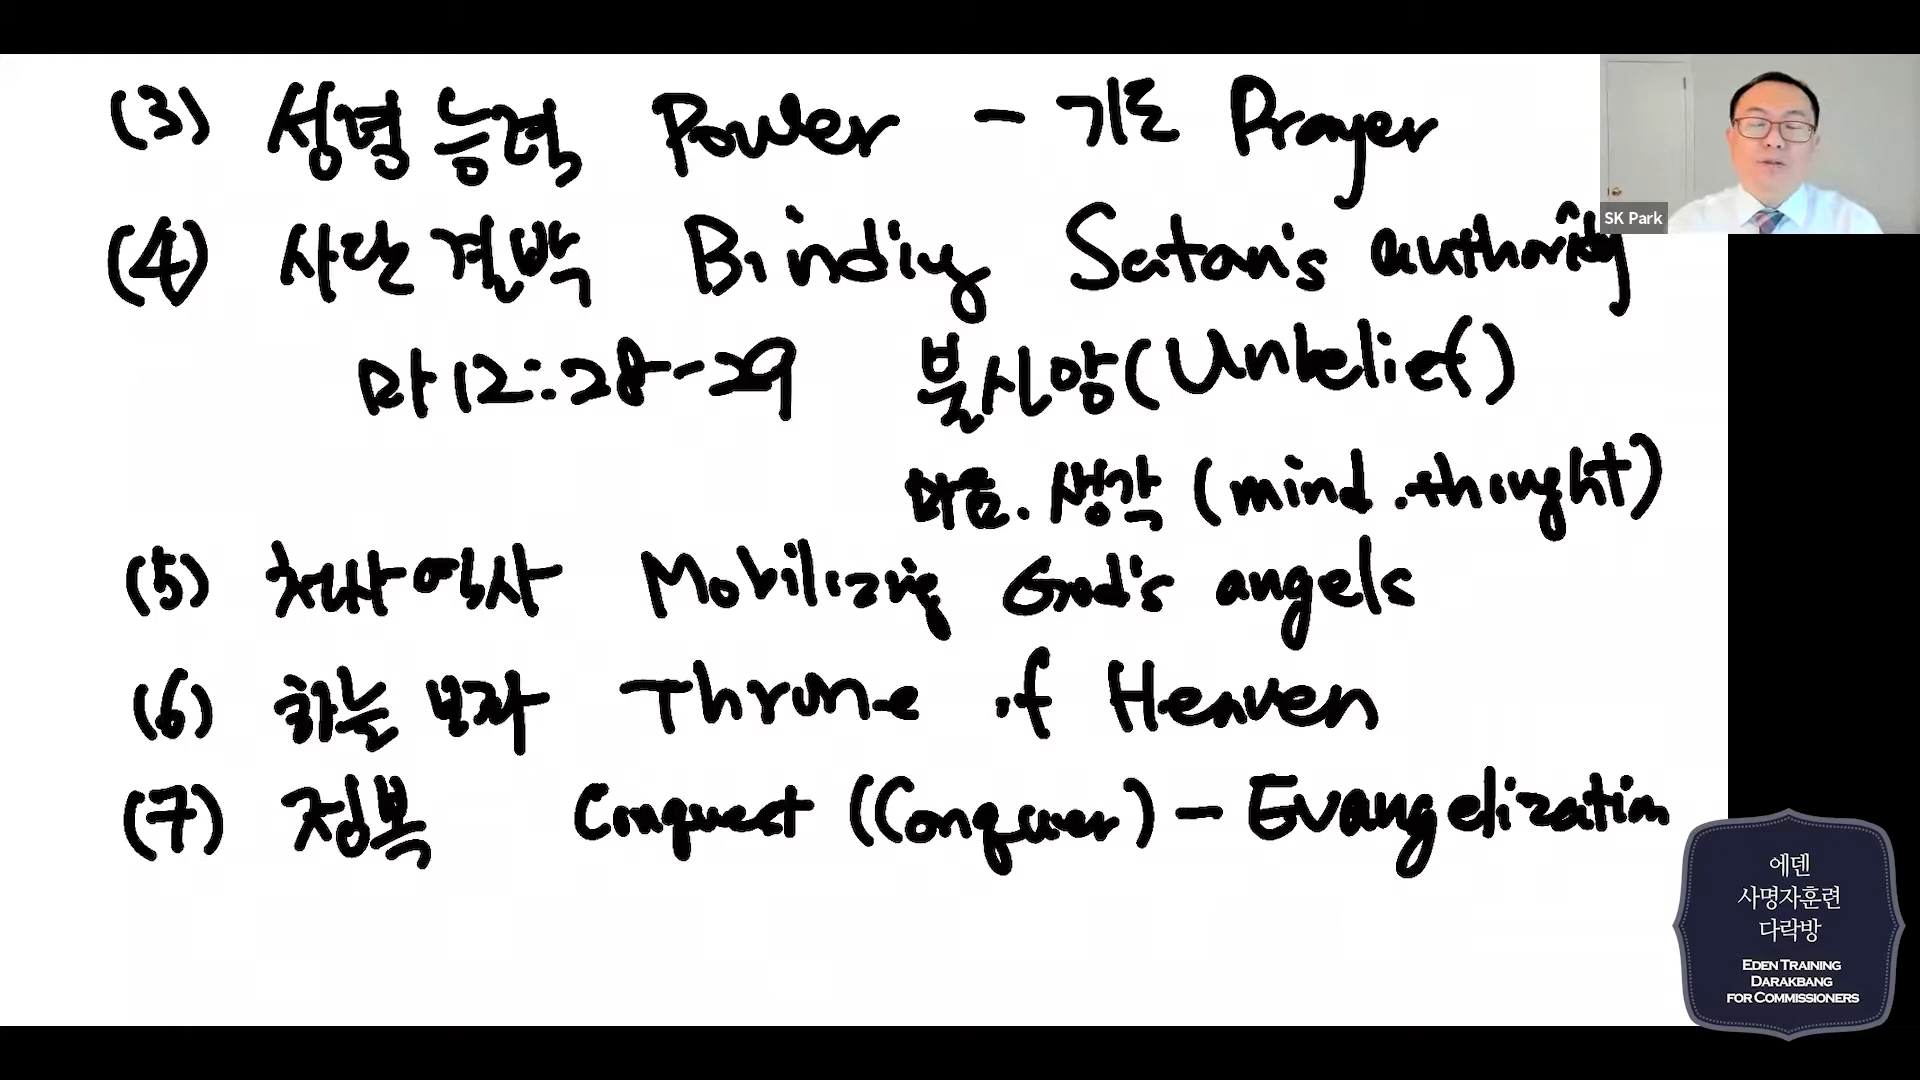 (3) 성령 능력 Power - 기도 Prayer
(4) 사단 결박 Binding Satan's authority
마 12:28-29 불신앙 (Unbelief)
마음. 생각 (mind. thought)
(5) 천사 역사 Mobilizing God's angels
(6) 하늘 보좌 Throne of Heaven
(7) 정복 Conquest (Conquer) - Evangelization
SK Park
에덴
사명자훈련
다락방
EDEN TRAINING
DARAKBANG
FOR COMMISSIONERS